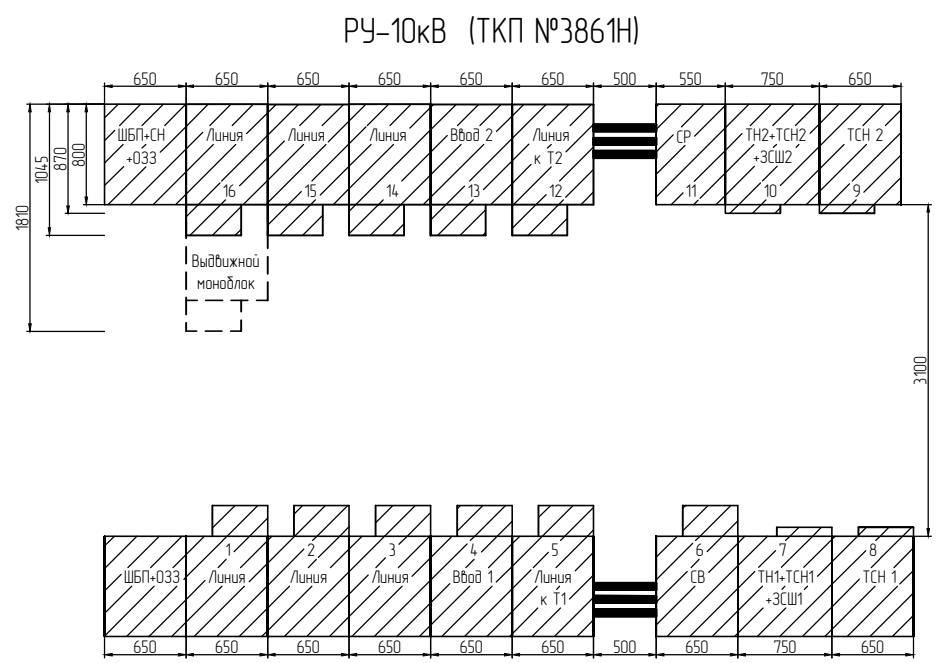 РУ-10кВ (ТКП №3861Н)
650 650 650 650 650 650 500 550 750 650
ШБП+СН
+ОЗЗ
Линия
16
Линия
15
Линия
14
Ввод 2
13
Линия
к Т2
12
СР
11
ТН2+ТСН2
+ЗСШ2
10
ТСН 2
9
1810
1045
870
800
Выдвижной
моноблок
3100
ШБП+ОЗЗ
1
Линия
2
Линия
3
Линия
4
Ввод 1
5
Линия
к Т1
6
СВ
7
ТН1+ТСН1
+ЗСШ1
8
ТСН 1
650 650 650 650 650 650 500 650 750 650